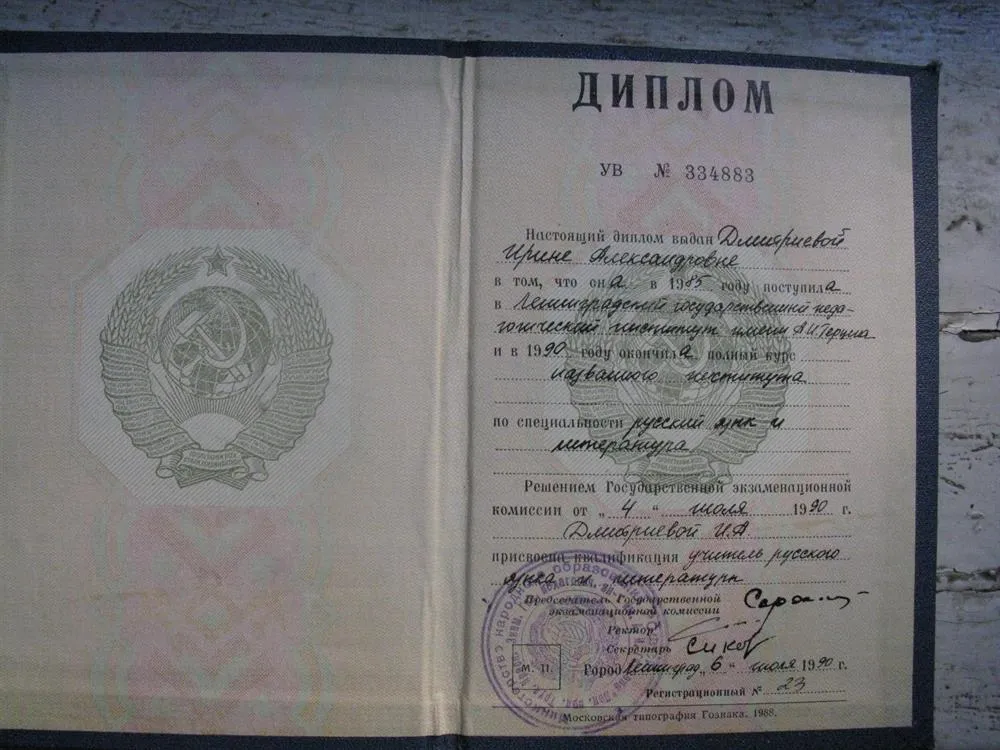 ДИПЛОМ
УВ № 334883
Настоящий диплом выдан Дмитриевой
Ирине Александровне
в том, что она в 1985 году поступила
в Ленинградский государственный педа-
гогический институт имени А.И.Герцена
и в 1990 году окончила полный курс
названного института
по специальности русский язык и
литература
Решением Государственной экзаменационной
комиссии от „4“ июля 1990 г.
Дмитриевой И.А.
присвоена квалификация учитель русского
языка и литературы
Председатель Государственной
экзаменационной комиссии
Ректор
Секретарь
М. П.
Город Ленинград, „6“ июля 1990 г.
Регистрационный № 23
Московская типография Гознака. 1988.